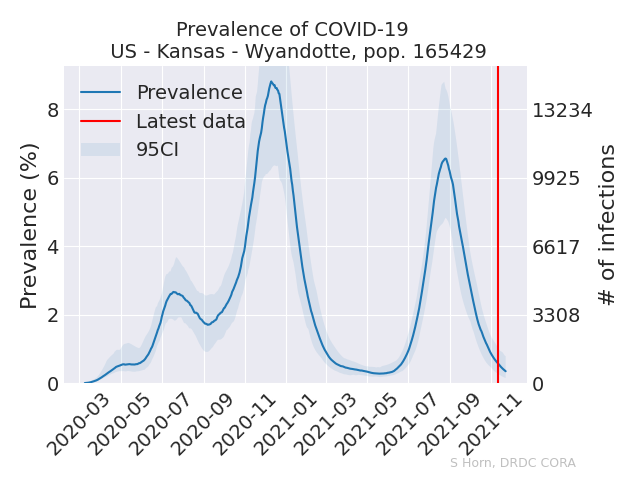 Prevalence of COVID-19
US - Kansas - Wyandotte, pop. 165429
Prevalence
Latest data
95CI
Prevalence (%)
8
6
4
2
0
13234
9925
6617
3308
0
# of infections
2020-03
2020-05
2020-07
2020-09
2020-11
2021-01
2021-03
2021-05
2021-07
2021-09
2021-11
S Horn, DRDC CORA